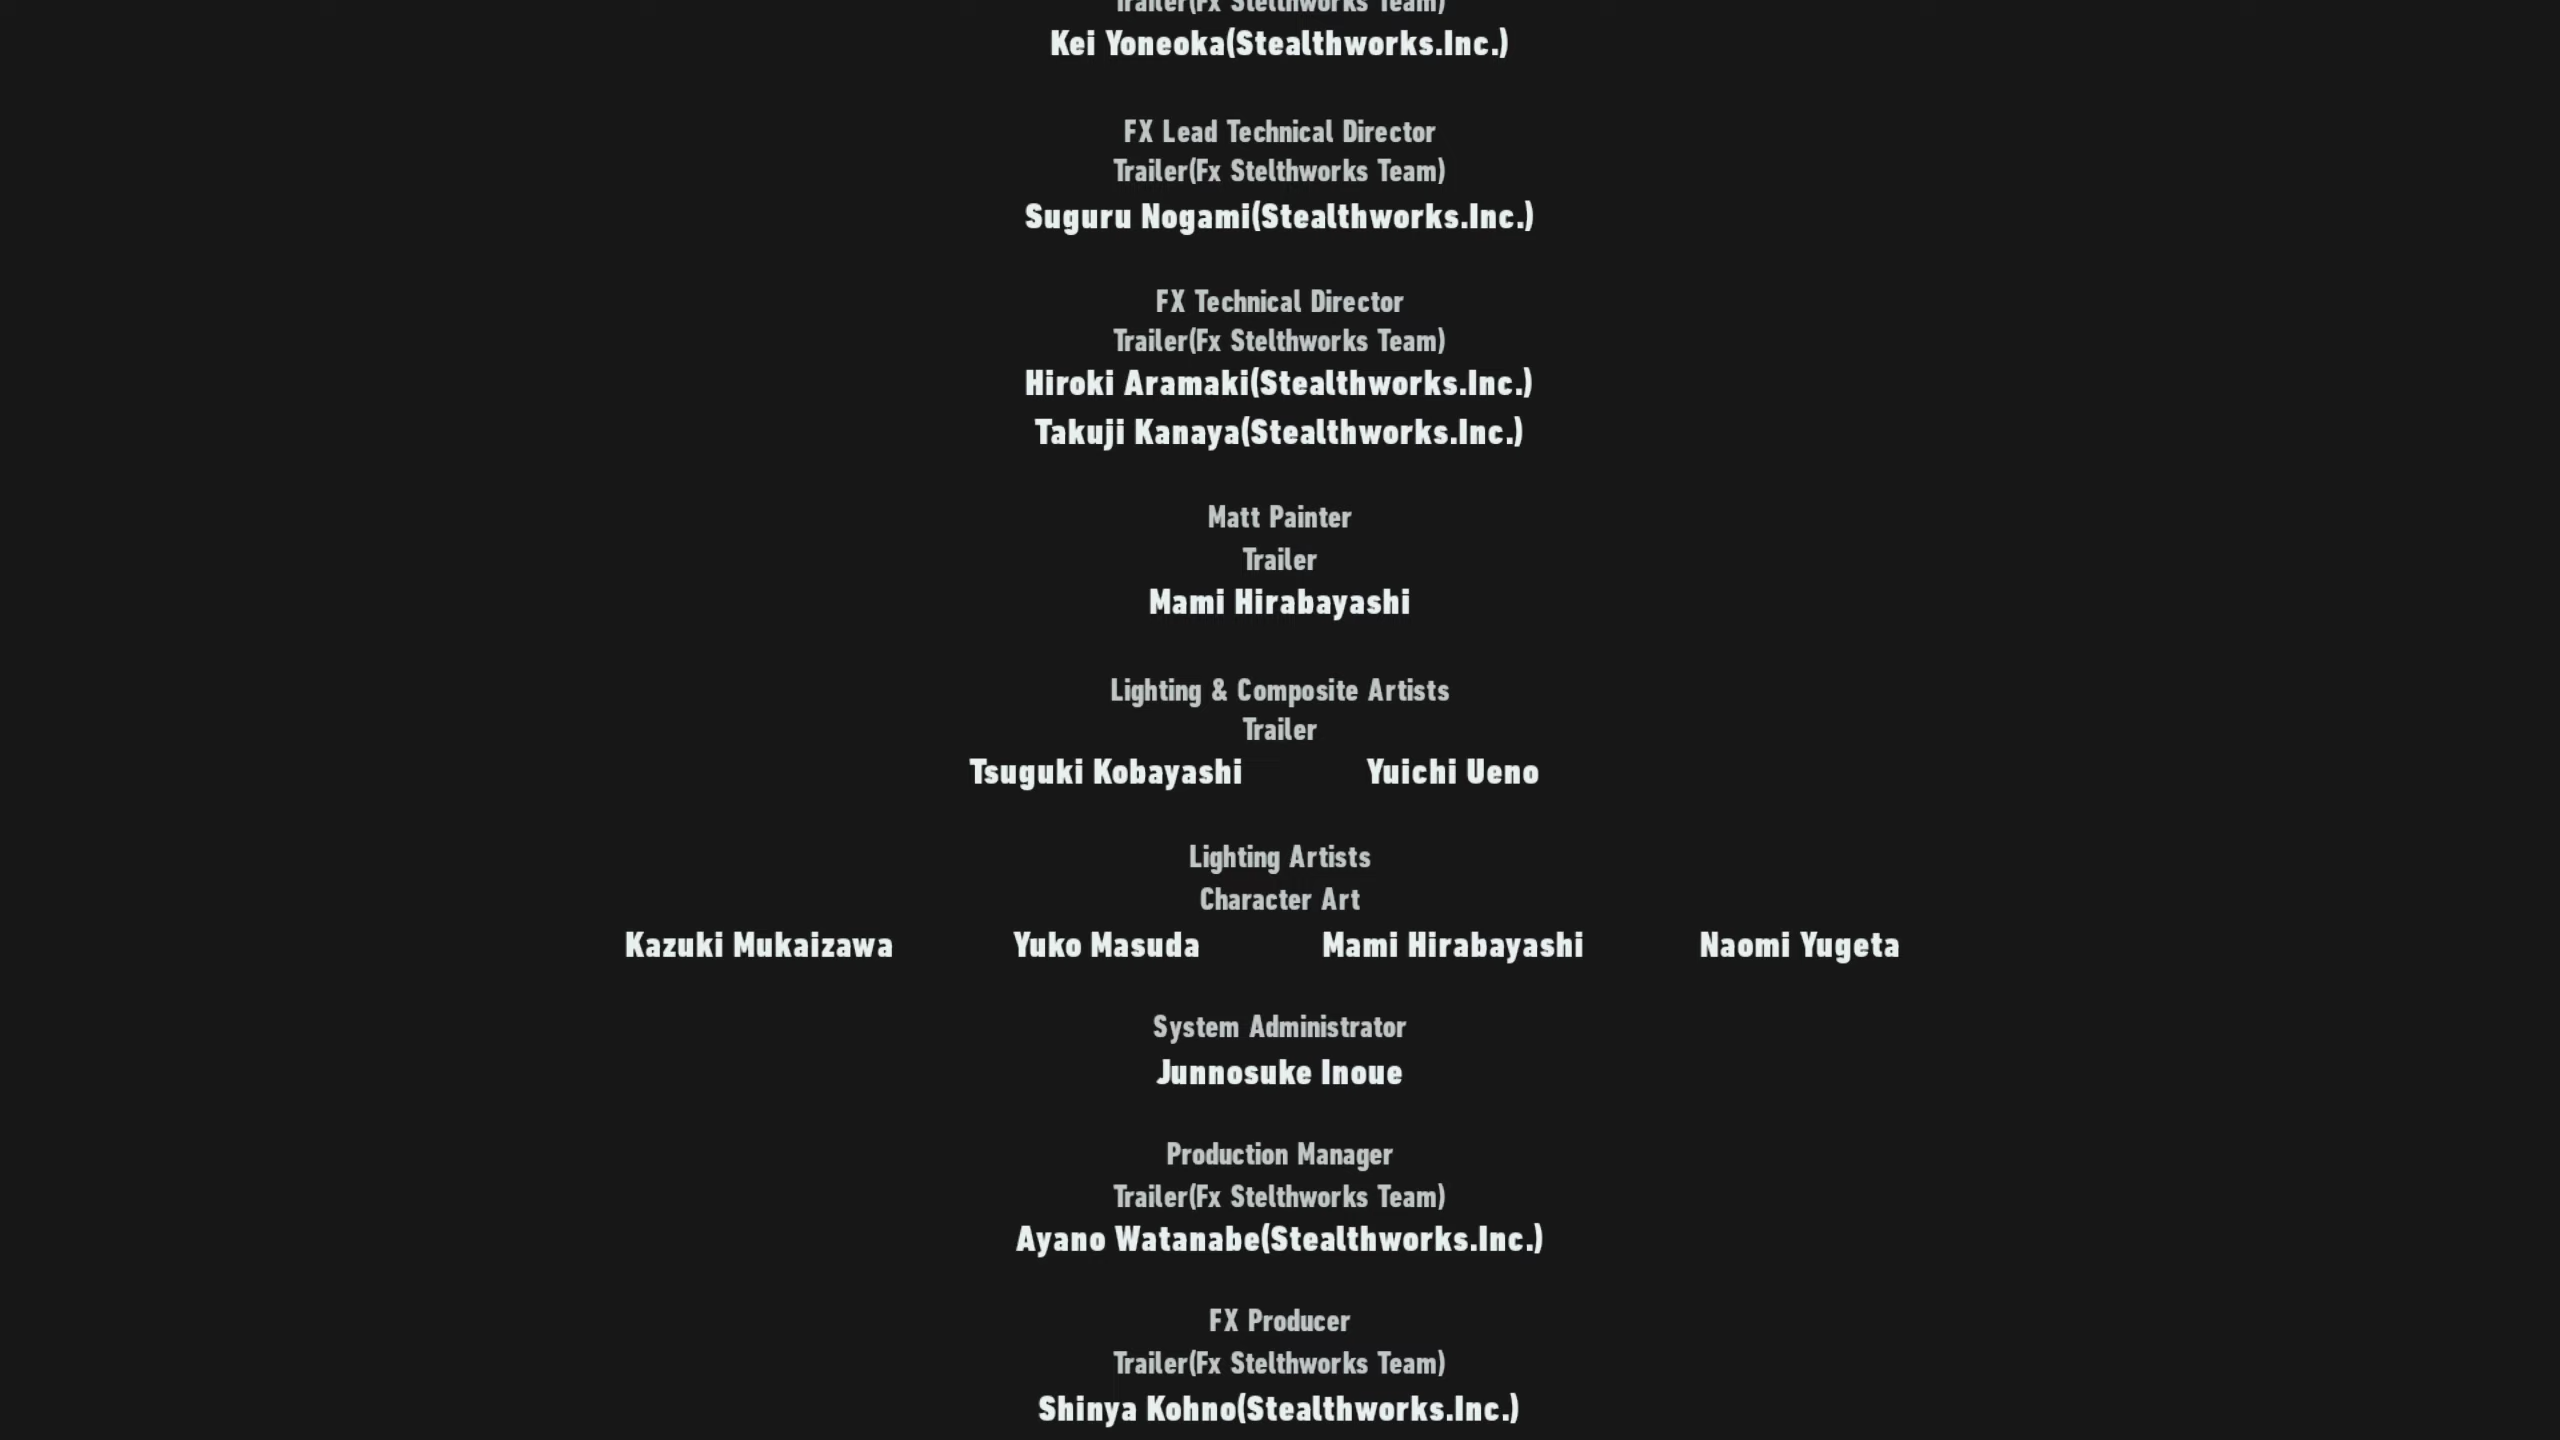 Trailer(Fx Stelthworks Team)
Kei Yoneoka(Stealthworks.Inc.)
FX Lead Technical Director
Trailer(Fx Stelthworks Team)
Suguru Nogami(Stealthworks.Inc.)
FX Technical Director
Trailer(Fx Stelthworks Team)
Hiroki Aramaki(Stealthworks.Inc.)
Takuji Kanaya(Stealthworks.Inc.)
Matt Painter
Trailer
Mami Hirabayashi
Lighting & Composite Artists
Trailer
Tsuguki Kobayashi Yuichi Ueno
Lighting Artists
Character Art
Kazuki Mukaizawa Yuko Masuda Mami Hirabayashi Naomi Yugeta
System Administrator
Junnosuke Inoue
Production Manager
Trailer(Fx Stelthworks Team)
Ayano Watanabe(Stealthworks.Inc.)
FX Producer
Trailer(Fx Stelthworks Team)
Shinya Kohno(Stealthworks.Inc.)